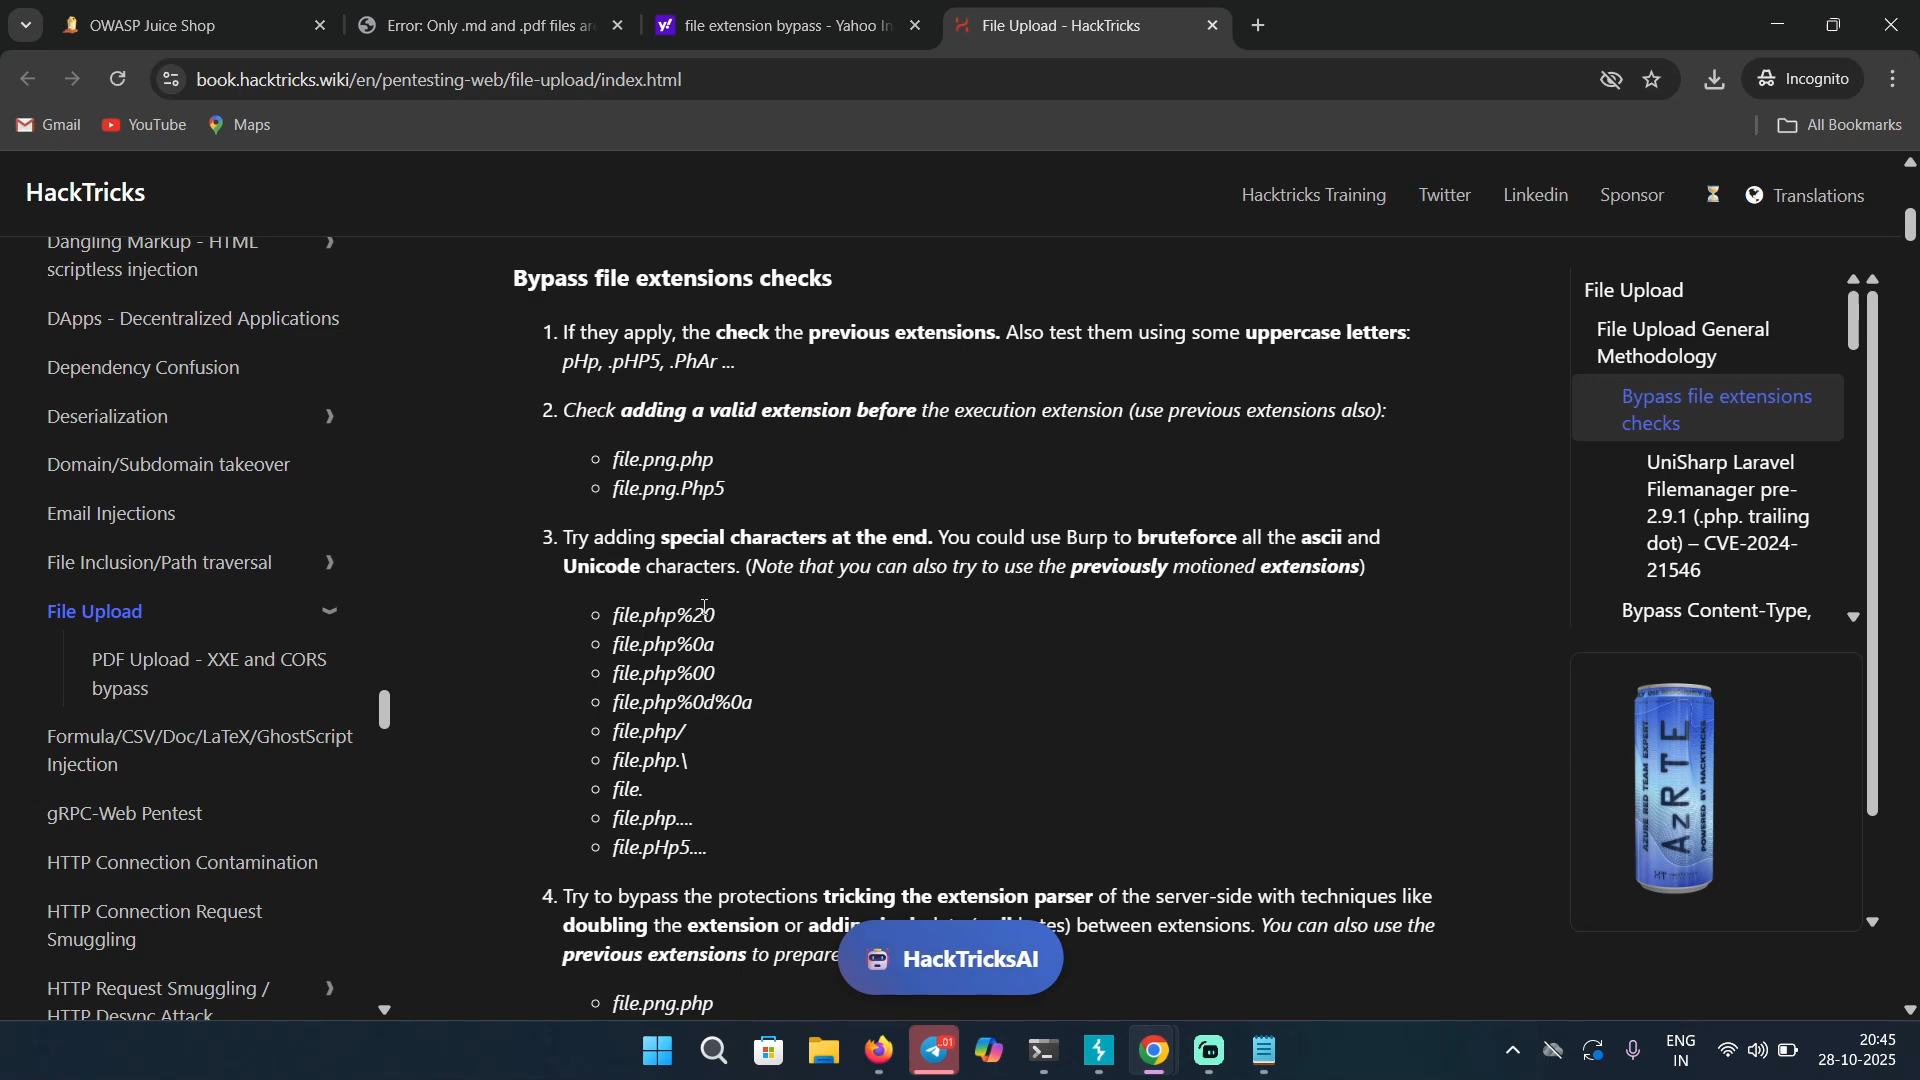 OWASP Juice Shop
Error: Only .md and .pdf files ar
file extension bypass - Yahoo In
File Upload - HackTricks
book.hacktricks.wiki/en/pentesting-web/file-upload/index.html
Incognito
Gmail
YouTube
Maps
All Bookmarks
HackTricks
Hacktricks Training
Twitter
Linkedin
Sponsor
Translations
Dangling Markup - HTML
scriptless injection
DApps - Decentralized Applications
Dependency Confusion
Deserialization
Domain/Subdomain takeover
Email Injections
File Inclusion/Path traversal
File Upload
PDF Upload - XXE and CORS
bypass
Formula/CSV/Doc/LaTeX/GhostScript
Injection
gRPC-Web Pentest
HTTP Connection Contamination
HTTP Connection Request
Smuggling
HTTP Request Smuggling /
HTTP Desync Attack
Bypass file extensions checks
1. If they apply, the check the previous extensions. Also test them using some uppercase letters:
pHp, .pHP5, .PhAr ...
2. Check adding a valid extension before the execution extension (use previous extensions also):
file.png.php
file.png.Php5
3. Try adding special characters at the end. You could use Burp to bruteforce all the ascii and
Unicode characters. (Note that you can also try to use the previously motioned extensions)
file.php%20
file.php%0a
file.php%00
file.php%0d%0a
file.php/
file.php.\
file.
file.php....
file.pHp5....
4. Try to bypass the protections tricking the extension parser of the server-side with techniques like
doubling the extension or between extensions. You can also use the
previous extensions to prepare
HackTricksAI
file.png.php
File Upload
File Upload General
Methodology
Bypass file extensions
checks
UniSharp Laravel
Filemanager pre-
2.9.1 (.php. trailing
dot) – CVE-2024-
21546
Bypass Content-Type,
AzRTE
AZURE RED TEAM EXPERT
POWERED BY HACKTRICKS
ENG
IN
20:45
28-10-2025